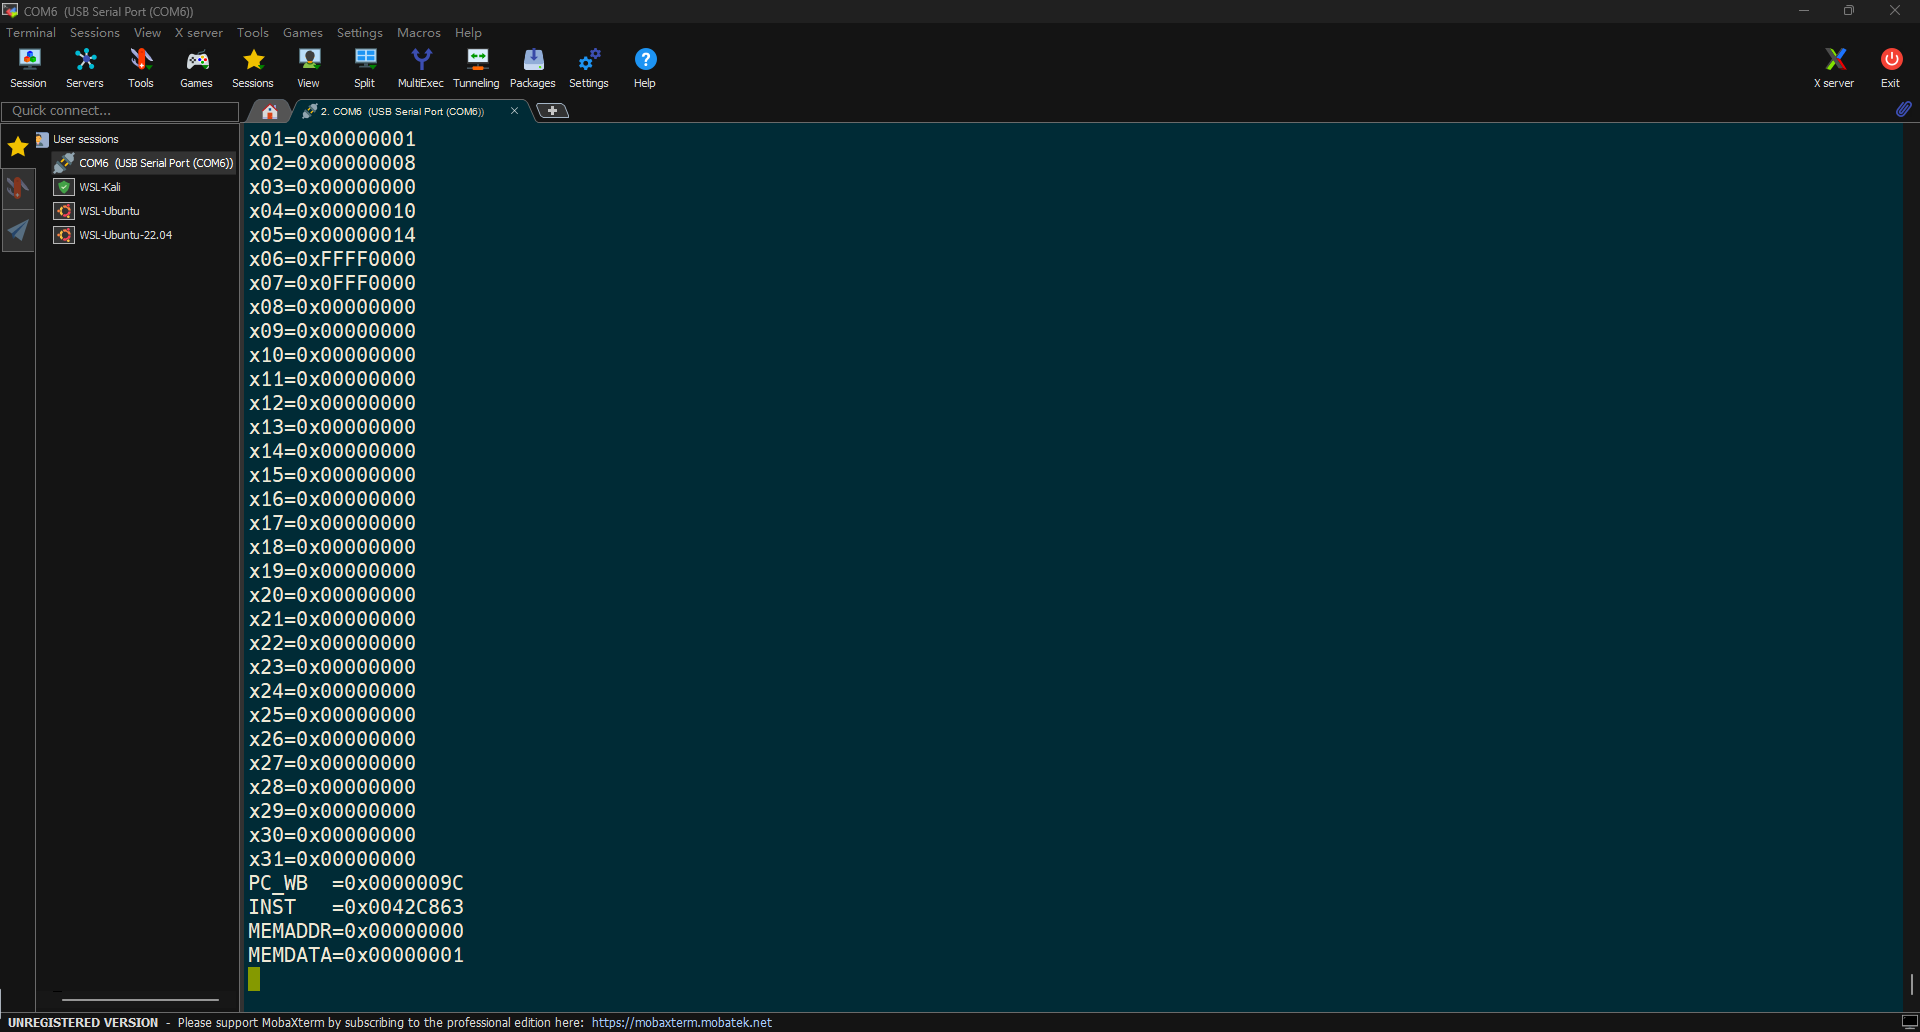 COM6  (USB Serial Port (COM6))
Terminal Sessions View X server Tools Games Settings Macros Help
Session Servers Tools Games Sessions View Split MultiExec Tunneling Packages Settings Help X server Exit
Quick connect...
2. COM6  (USB Serial Port (COM6))
User sessions
COM6  (USB Serial Port (COM6))
WSL-Kali
WSL-Ubuntu
WSL-Ubuntu-22.04
x01=0x00000001
x02=0x00000008
x03=0x00000000
x04=0x00000010
x05=0x00000014
x06=0xFFFF0000
x07=0x0FFF0000
x08=0x00000000
x09=0x00000000
x10=0x00000000
x11=0x00000000
x12=0x00000000
x13=0x00000000
x14=0x00000000
x15=0x00000000
x16=0x00000000
x17=0x00000000
x18=0x00000000
x19=0x00000000
x20=0x00000000
x21=0x00000000
x22=0x00000000
x23=0x00000000
x24=0x00000000
x25=0x00000000
x26=0x00000000
x27=0x00000000
x28=0x00000000
x29=0x00000000
x30=0x00000000
x31=0x00000000
PC_WB  =0x0000009C
INST   =0x0042C863
MEMADDR=0x00000000
MEMDATA=0x00000001
UNREGISTERED VERSION  -  Please support MobaXterm by subscribing to the professional edition here:  https://mobaxterm.mobatek.net